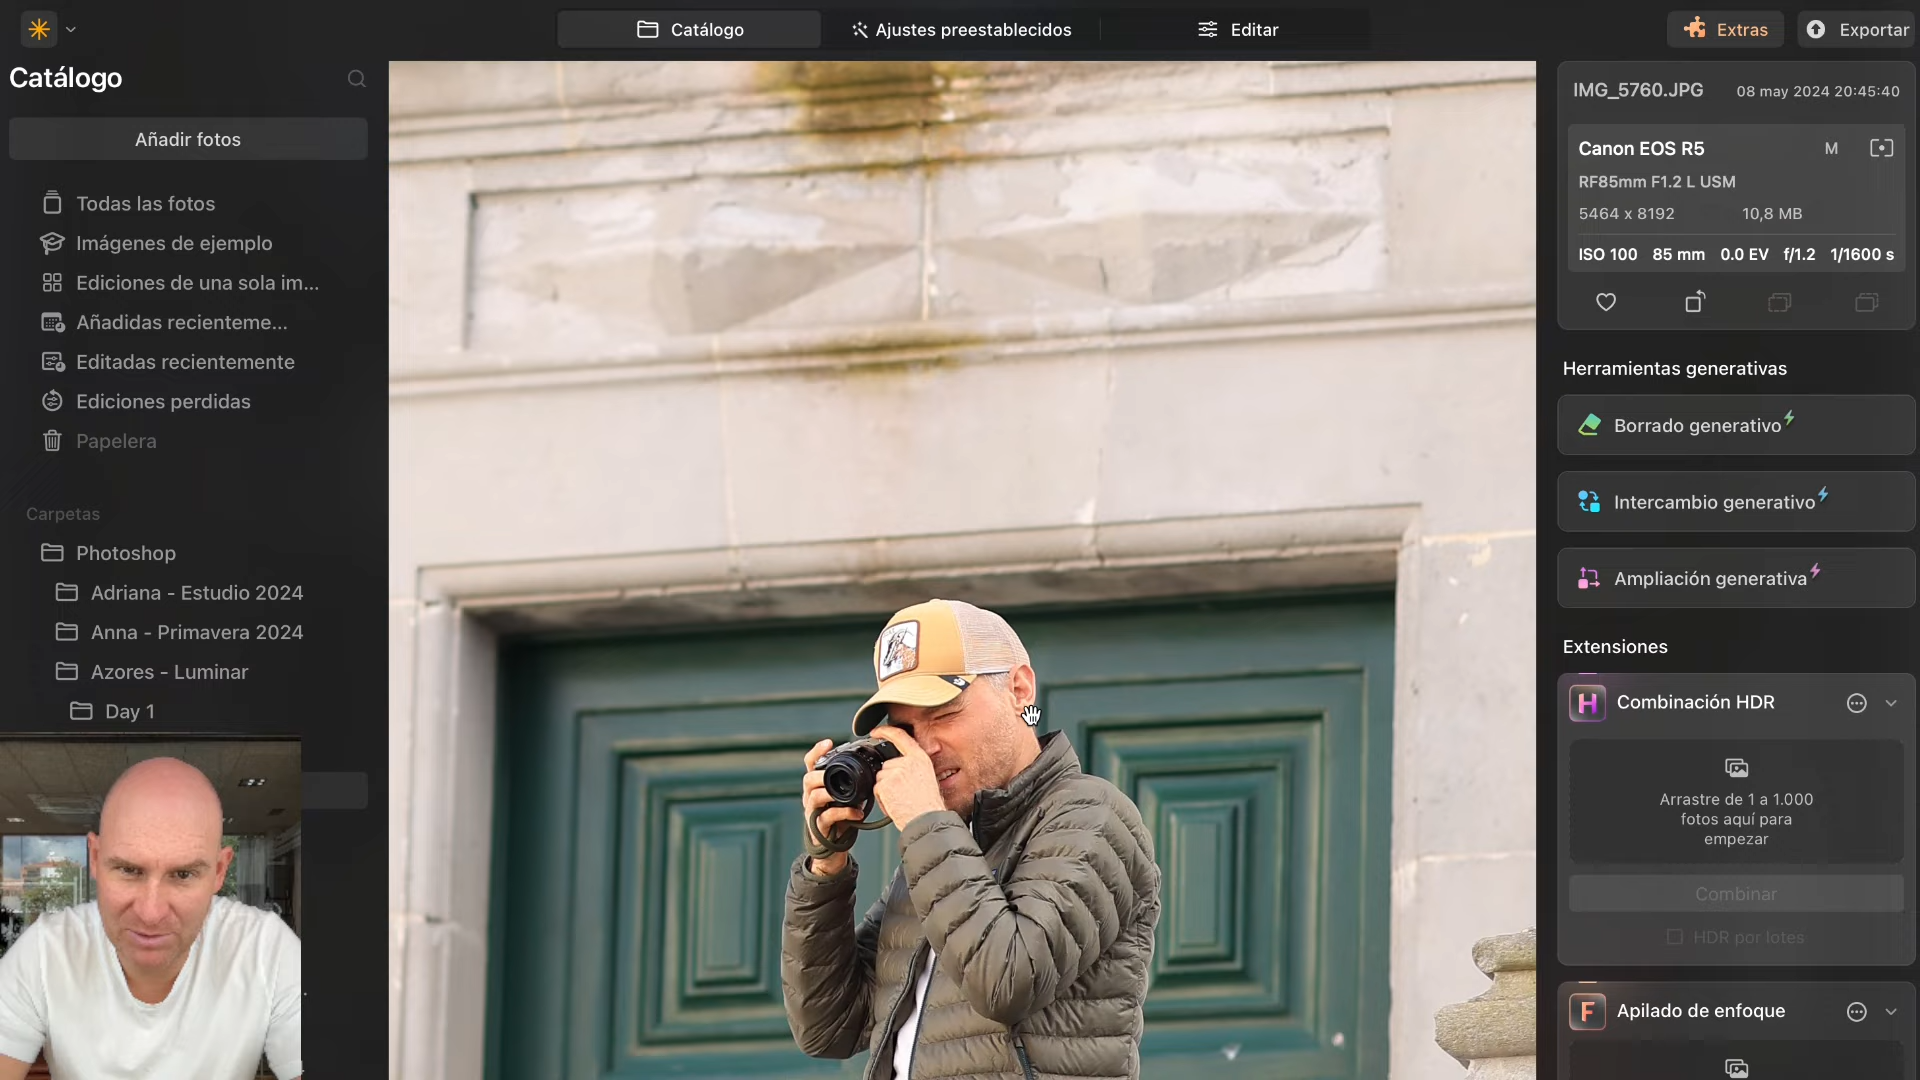 Catálogo
Ajustes preestablecidos
Editar
Extras
Exportar
Catálogo
Añadir fotos
Todas las fotos
Imágenes de ejemplo
Ediciones de una sola im...
Añadidas recienteme...
Editadas recientemente
Ediciones perdidas
Papelera
Carpetas
Photoshop
Adriana - Estudio 2024
Anna - Primavera 2024
Azores - Luminar
Day 1
IMG_5760.JPG 08 may 2024 20:45:40
Canon EOS R5 M
RF85mm F1.2 L USM
5464 x 8192 10,8 MB
ISO 100 85 mm 0.0 EV f/1.2 1/1600 s
Herramientas generativas
Borrado generativo
Intercambio generativo
Ampliación generativa
Extensiones
H Combinación HDR
Arrastre de 1 a 1.000
fotos aquí para
empezar
Combinar
HDR por lotes
F Apilado de enfoque